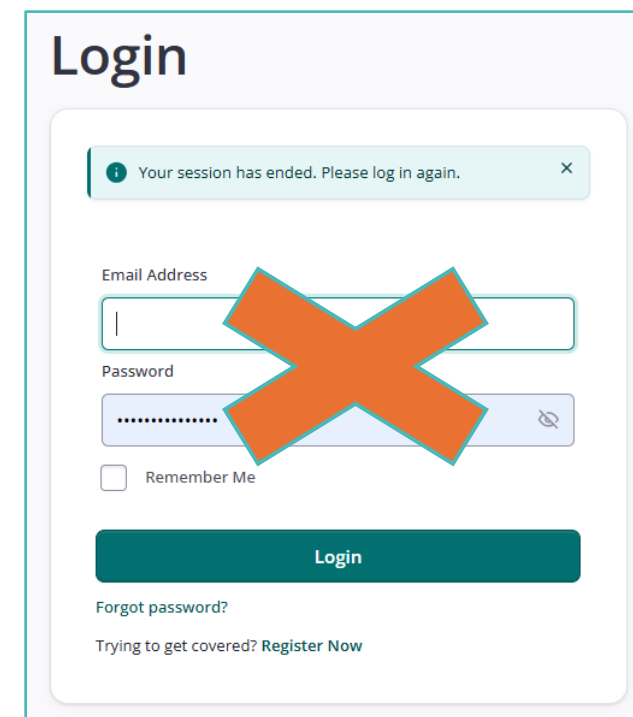 Login
Your session has ended. Please log in again.
Email Address
Password
Remember Me
Login
Forgot password?
Trying to get covered? Register Now